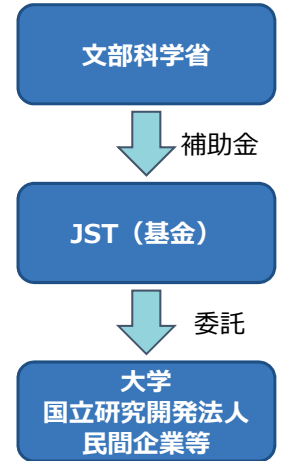 文部科学省
補助金
JST（基金）
委託
大学
国立研究開発法人
民間企業等